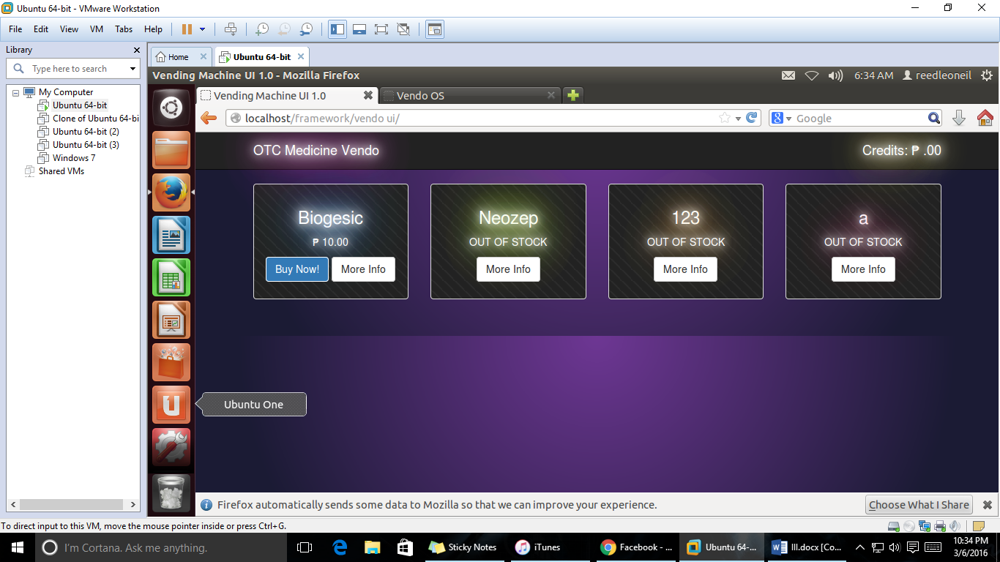 Ubuntu 64-bit - VMware Workstation
File Edit View VM Tabs Help
Library
Type here to search
My Computer
Ubuntu 64-bit
Clone of Ubuntu 64-bi
Ubuntu 64-bit (2)
Ubuntu 64-bit (3)
Windows 7
Shared VMs
Home
Ubuntu 64-bit
Vending Machine UI 1.0 - Mozilla Firefox
6:34 AM reedleoneil
Vending Machine UI 1.0
Vendo OS
localhost/framework/vendo ui/
8 Google
OTC Medicine Vendo
Credits: ₱ .00
Biogesic
₱ 10.00
Buy Now! More Info
Neozep
OUT OF STOCK
More Info
123
OUT OF STOCK
More Info
a
OUT OF STOCK
More Info
Ubuntu One
Firefox automatically sends some data to Mozilla so that we can improve your experience.
Choose What I Share
To direct input to this VM, move the mouse pointer inside or press Ctrl+G.
I'm Cortana. Ask me anything.
Sticky Notes
iTunes
Facebook - ...
Ubuntu 64-...
III.docx [Co...
10:34 PM
3/6/2016